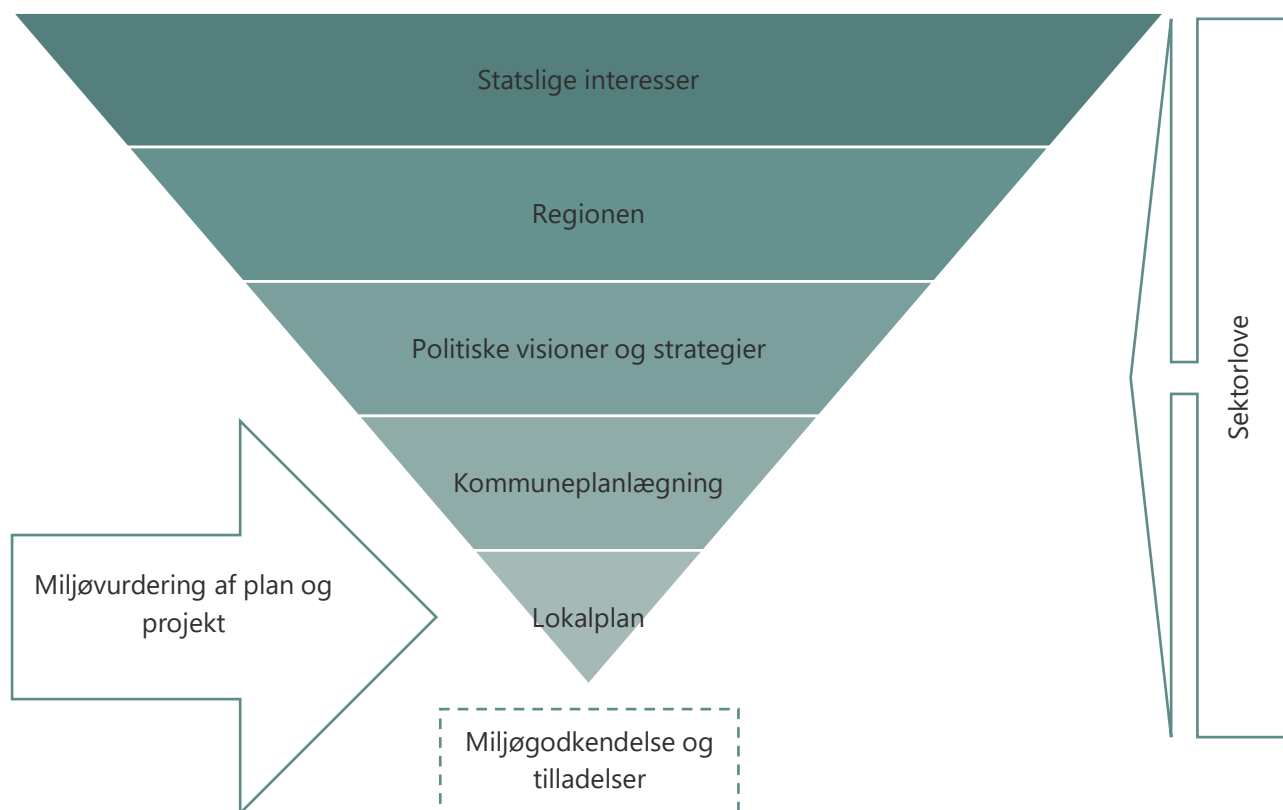 Statslige interesser
Regionen
Politiske visioner og strategier
Kommuneplanlægning
Lokalplan
Miljøvurdering af plan og
projekt
Miljøgodkendelse og
tilladelser
Sektorlove